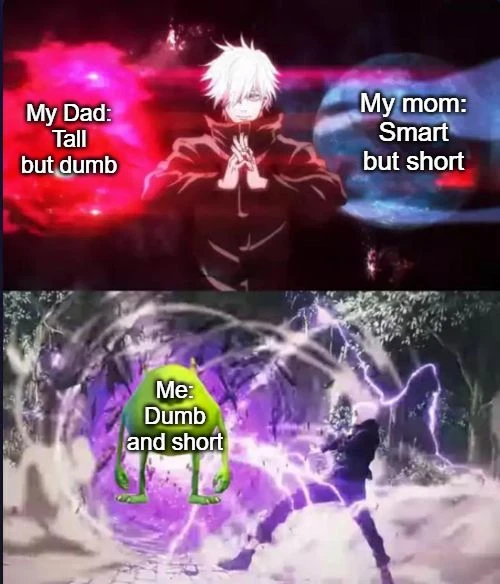 My Dad:
Tall
but dumb
My mom:
Smart
but short
Me:
Dumb
and short